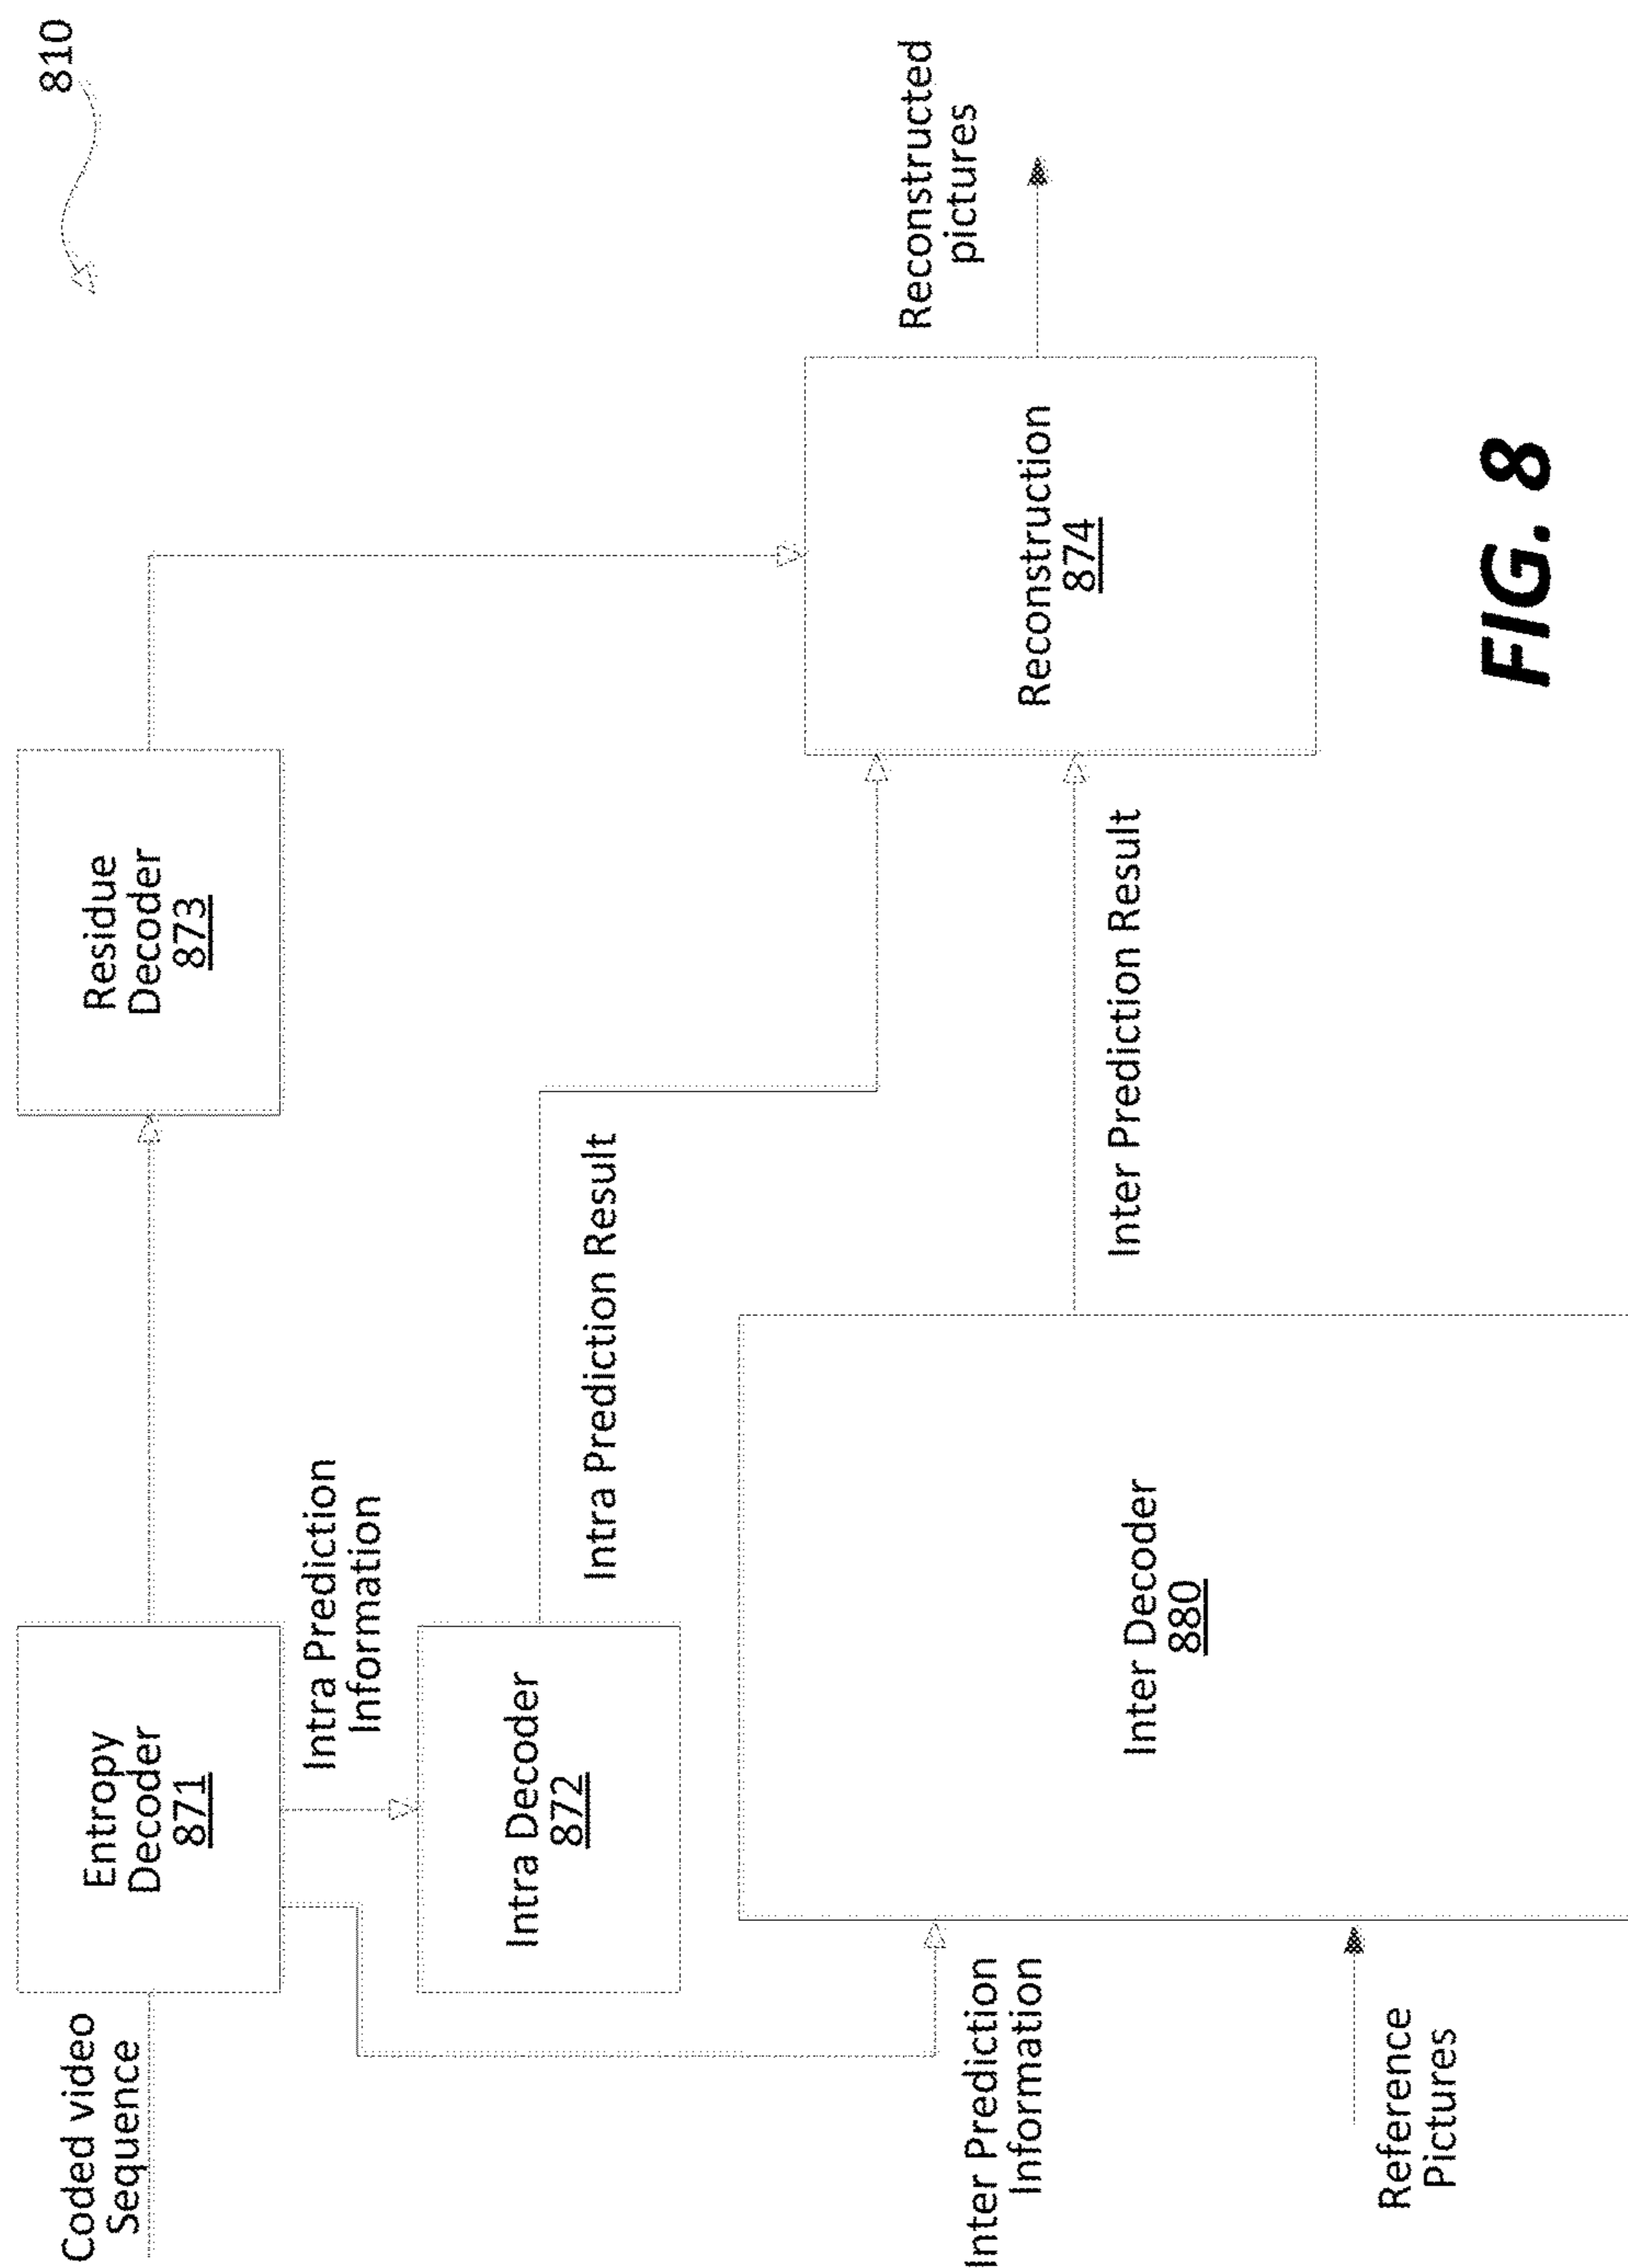 810
Coded video
Sequence
Entropy
Decoder
871
Residue
Decoder
873
Intra Prediction
Information
Intra Decoder
872
Intra Prediction Result
Reconstructed
pictures
Reconstruction
874
Inter Prediction
Information
Inter Decoder
880
Inter Prediction Result
Reference
Pictures
FIG. 8